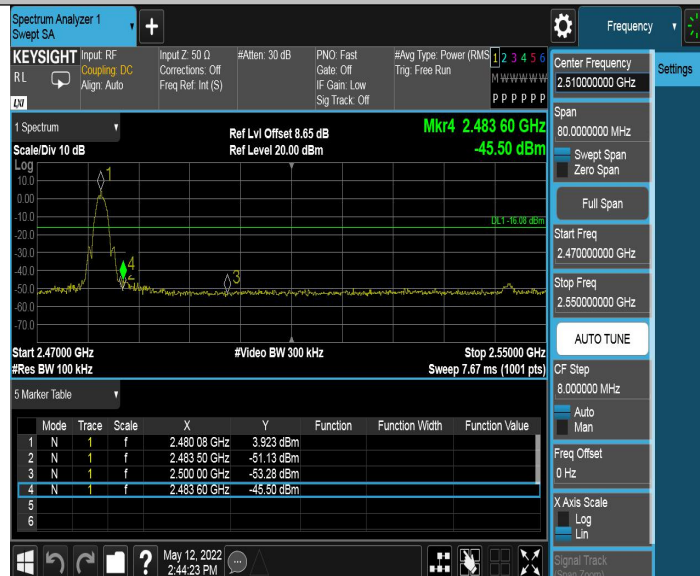 Spectrum Analyzer 1
Swept SA
+
Frequency
KEYSIGHT
RL
LXI
Input: RF
Coupling: DC
Align: Auto
Input Z: 50 Ω
Corrections: Off
Freq Ref: Int (S)
#Atten: 30 dB
PNO: Fast
Gate: Off
IF Gain: Low
Sig Track: Off
#Avg Type: Power (RMS
Trig: Free Run
1 2 3 4 5 6
M W W W W W
P P P P P P
1 Spectrum
Scale/Div 10 dB
Ref Lvl Offset 8.65 dB
Ref Level 20.00 dBm
Mkr4 2.483 60 GHz
-45.50 dBm
Log
10.0
0.00
-10.0
-20.0
-30.0
-40.0
-50.0
-60.0
-70.0
1
4
2
3
DL1 -16.08 dBm
Start 2.47000 GHz
#Res BW 100 kHz
#Video BW 300 kHz
Stop 2.55000 GHz
Sweep 7.67 ms (1001 pts)
5 Marker Table
Mode Trace Scale X Y Function Function Width Function Value
1 N 1 f 2.480 08 GHz 3.923 dBm
2 N 1 f 2.483 50 GHz -51.13 dBm
3 N 1 f 2.500 00 GHz -53.28 dBm
4 N 1 f 2.483 60 GHz -45.50 dBm
5
6
?
May 12, 2022
2:44:23 PM
Center Frequency
2.510000000 GHz
Settings
Span
80.0000000 MHz
Swept Span
Zero Span
Full Span
Start Freq
2.470000000 GHz
Stop Freq
2.550000000 GHz
AUTO TUNE
CF Step
8.000000 MHz
Auto
Man
Freq Offset
0 Hz
X Axis Scale
Log
Lin
Signal Track
(Span Zoom)